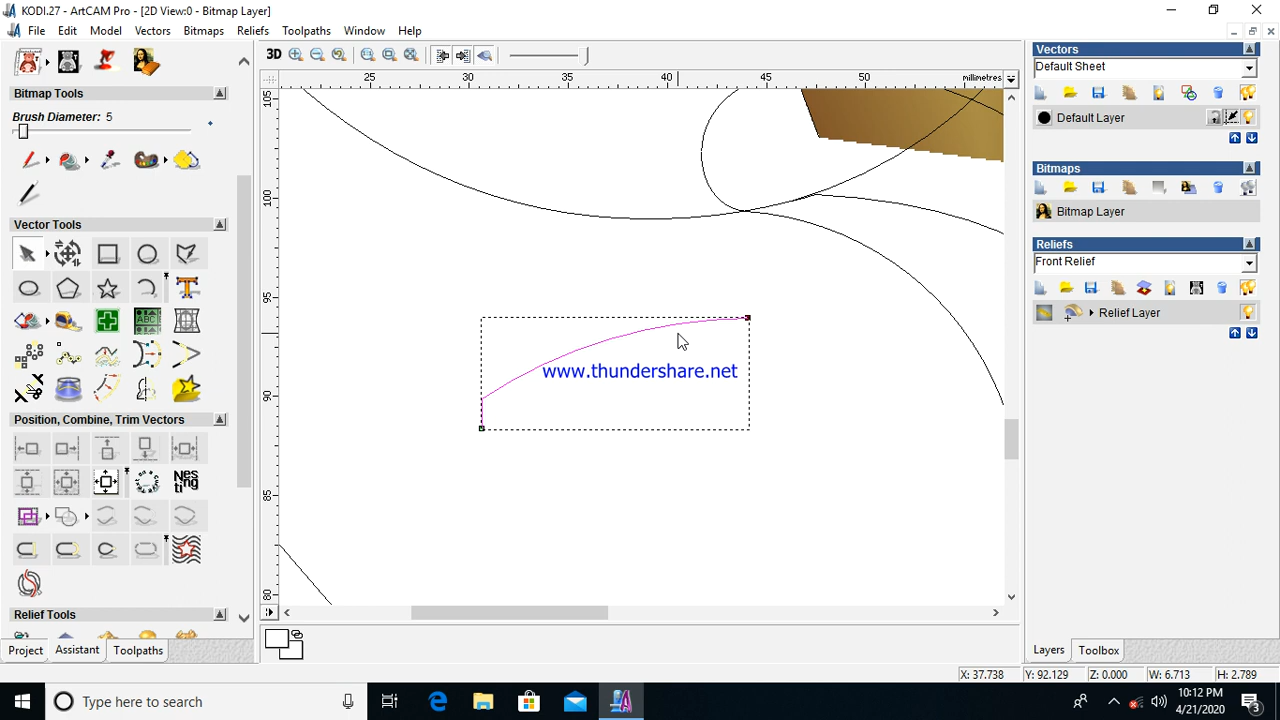 KODI.27 - ArtCAM Pro - [2D View:0 - Bitmap Layer]
File Edit Model Vectors Bitmaps Reliefs Toolpaths Window Help
3D
Bitmap Tools
Brush Diameter: 5
Vector Tools
ABC
Position, Combine, Trim Vectors
Nes
ting
Relief Tools
Project Assistant Toolpaths
25 30 35 40 45 50 millimetres
105
100
95
90
85
80
www.thundershare.net
Vectors
Default Sheet
Default Layer
Bitmaps
Bitmap Layer
Reliefs
Front Relief
Relief Layer
Layers Toolbox
X: 37.738 Y: 92.129 Z: 0.000 W: 6.713 H: 2.789
Type here to search
10:12 PM
4/21/2020
3